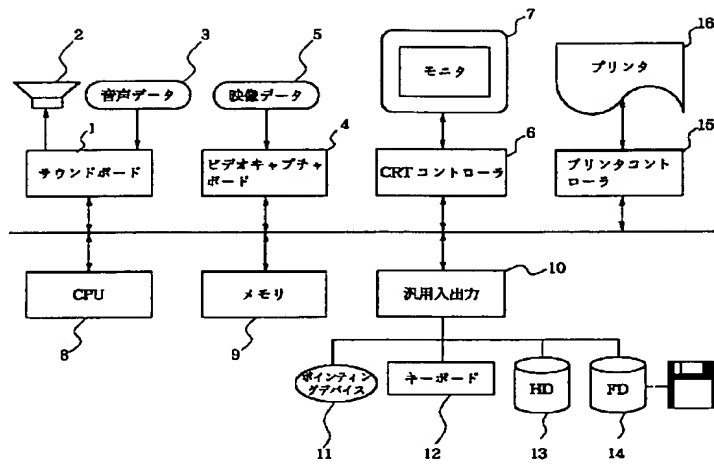 7
16
2
3
5
モニタ
プリンタ
音声データ
映像データ
1
4
6
15
サウンドボード
ビデオキャプチャ
ボード
CRTコントローラ
プリンタコント
ローラ
10
CPU
メモリ
汎用入出力
8
9
ポインティン
グデバイス
キーボード
HD
FD
11
12
13
14